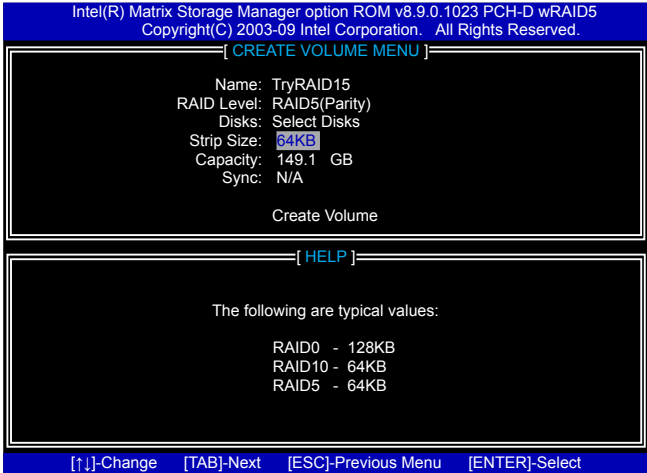 Intel(R) Matrix Storage Manager option ROM v8.9.0.1023 PCH-D wRAID5
Copyright(C) 2003-09 Intel Corporation. All Rights Reserved.
[ CREATE VOLUME MENU ]
Name: TryRAID15
RAID Level: RAID5(Parity)
Disks: Select Disks
Strip Size: 64KB
Capacity: 149.1 GB
Sync: N/A
Create Volume
[ HELP ]
The following are typical values:
RAID0 - 128KB
RAID10 - 64KB
RAID5 - 64KB
[↑↓]-Change [TAB]-Next [ESC]-Previous Menu [ENTER]-Select